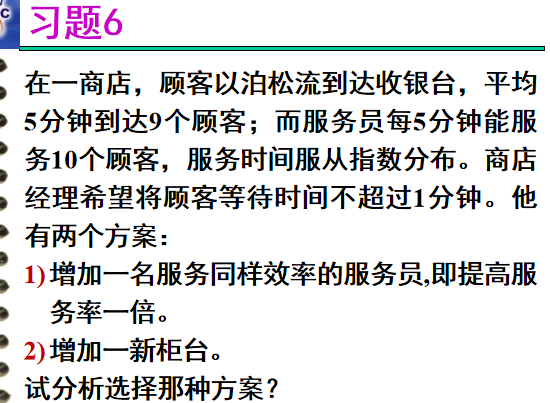 C
习题6
在一商店，顾客以泊松流到达收银台，平均
5分钟到达9个顾客；而服务员每5分钟能服
务10个顾客，服务时间服从指数分布。商店
经理希望将顾客等待时间不超过1分钟。他
有两个方案：
1)增加一名服务同样效率的服务员,即提高服
务率一倍。
2)增加一新柜台。
试分析选择那种方案？